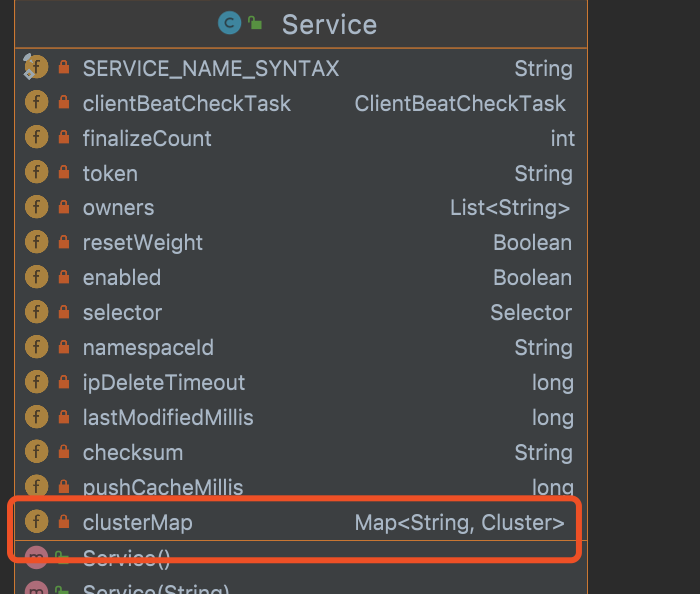 Service
SERVICE_NAME_SYNTAX String
clientBeatCheckTask ClientBeatCheckTask
finalizeCount int
token String
owners List<String>
resetWeight Boolean
enabled Boolean
selector Selector
namespaceId String
ipDeleteTimeout long
lastModifiedMillis long
checksum String
pushCacheMillis long
clusterMap Map<String, Cluster>
Service()
Service(String)